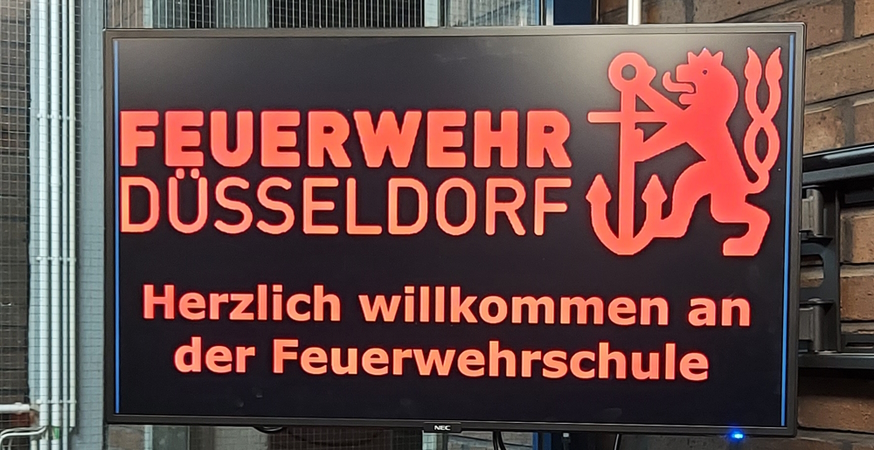 FEUERWEHR
DÜSSELDORF
Herzlich willkommen an
der Feuerwehrschule
NEC